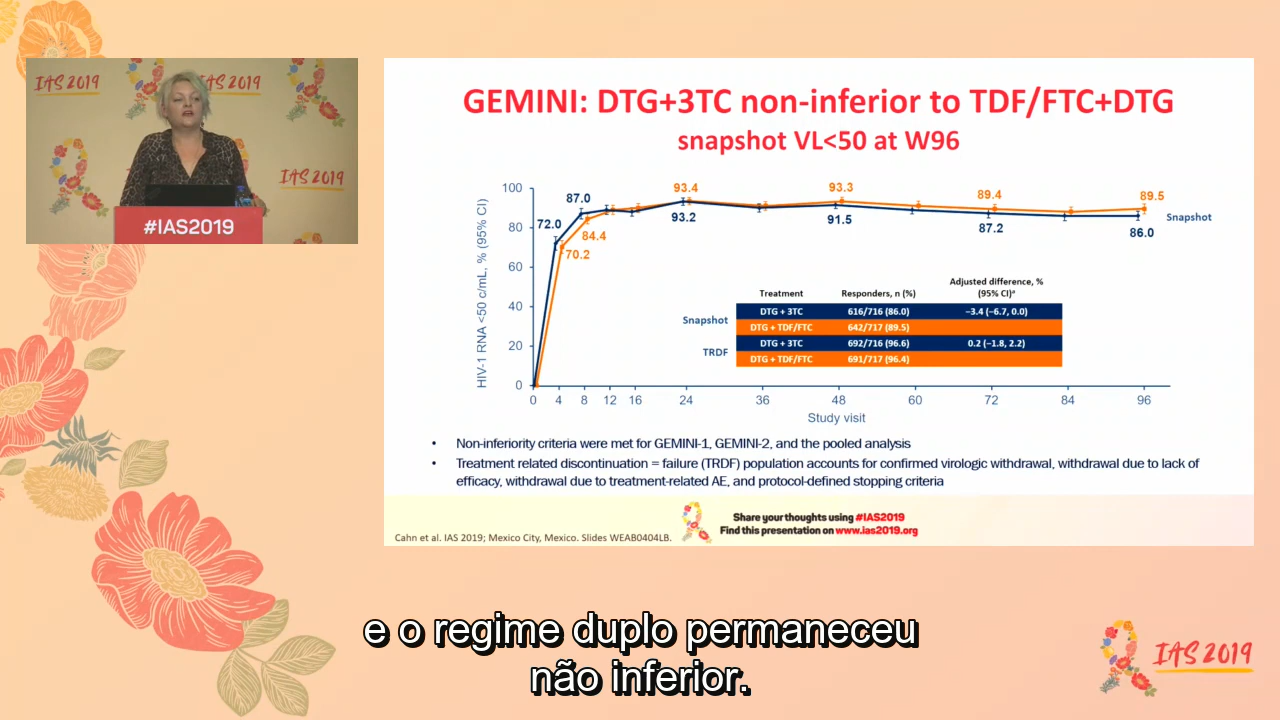 IAS 2019
IAS 2019
IAS 2019
#IAS2019
GEMINI: DTG+3TC non-inferior to TDF/FTC+DTG
snapshot VL<50 at W96
HIV-1 RNA <50 c/mL, % (95% CI)
100
80
60
40
20
0
72.0
87.0
84.4
70.2
93.4
93.2
93.3
91.5
89.4
87.2
89.5
86.0
Snapshot
Adjusted difference, %
Treatment Responders, n (%) (95% CI)ª
Snapshot
DTG + 3TC 616/716 (86.0) –3.4 (–6.7, 0.0)
DTG + TDF/FTC 642/717 (89.5)
TRDF
DTG + 3TC 692/716 (96.6) 0.2 (–1.8, 2.2)
DTG + TDF/FTC 691/717 (96.4)
0 4 8 12 16 24 36 48 60 72 84 96
Study visit
• Non-inferiority criteria were met for GEMINI-1, GEMINI-2, and the pooled analysis
• Treatment related discontinuation = failure (TRDF) population accounts for confirmed virologic withdrawal, withdrawal due to lack of
efficacy, withdrawal due to treatment-related AE, and protocol-defined stopping criteria
Cahn et al. IAS 2019; Mexico City, Mexico. Slides WEAB0404LB.
Share your thoughts using #IAS2019
Find this presentation on www.ias2019.org
e o regime duplo permaneceu
não inferior.
IAS 2019